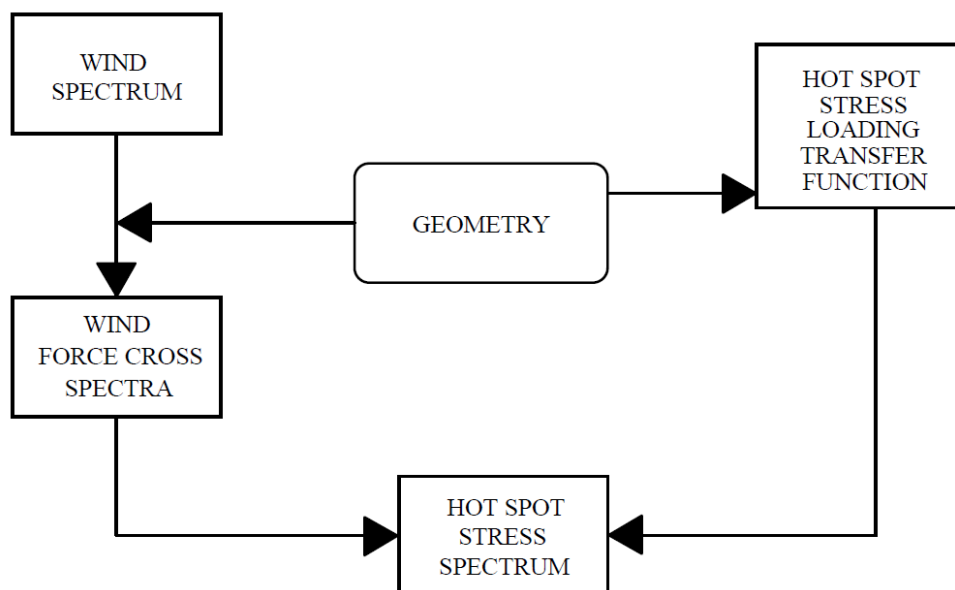 WIND
SPECTRUM
HOT SPOT
STRESS
LOADING
TRANSFER
FUNCTION
GEOMETRY
WIND
FORCE CROSS
SPECTRA
HOT SPOT
STRESS
SPECTRUM